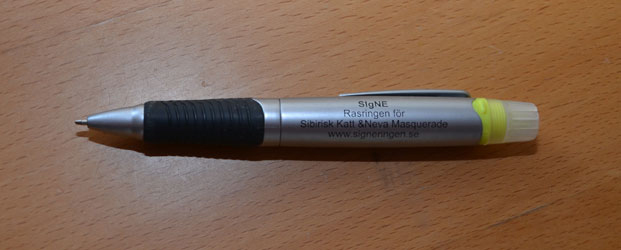 SIgNE
Rasringen för
Sibirisk Katt &Neva Masquerade
www.signeringen.se